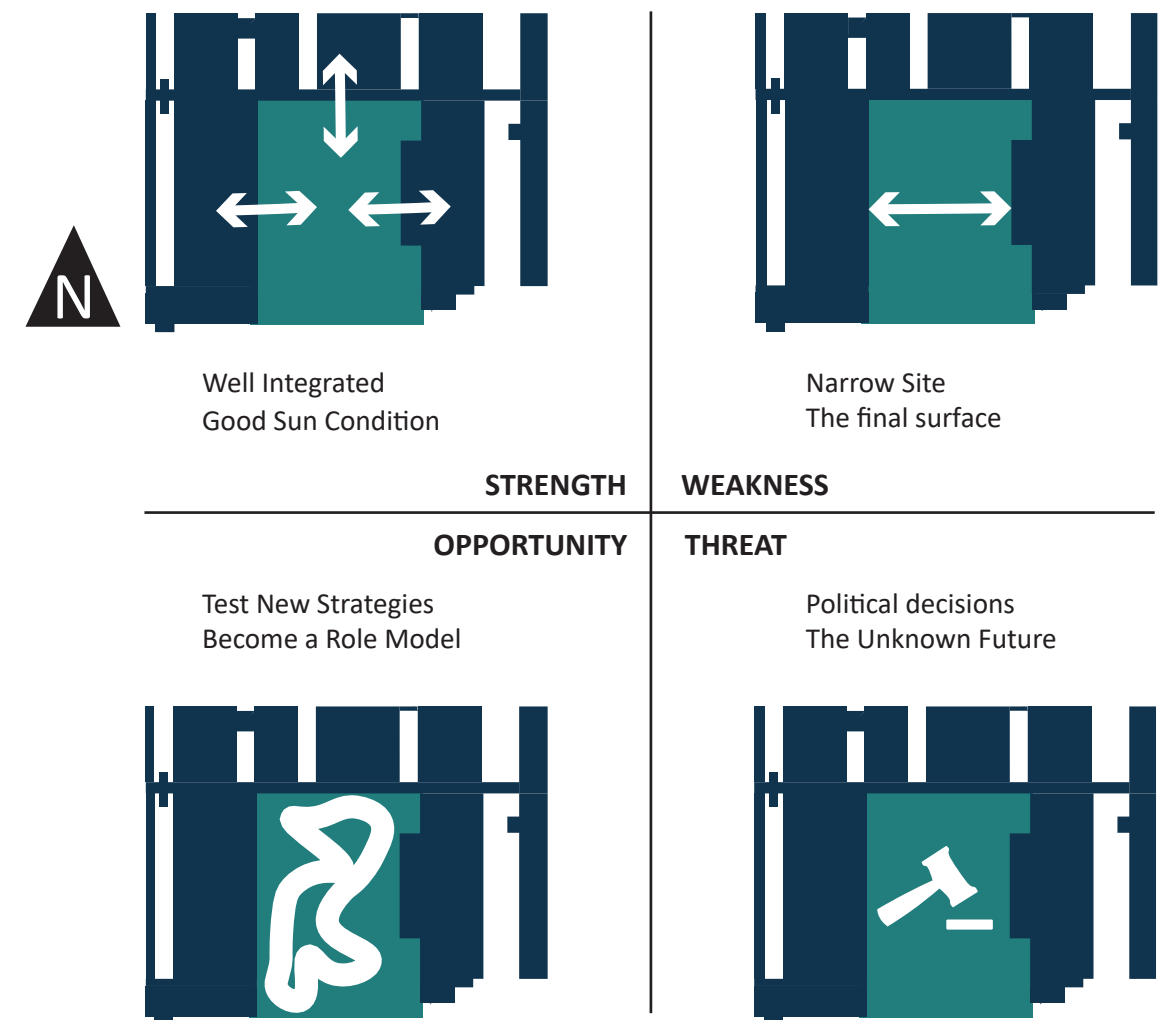 N
Well Integrated
Good Sun Condition
Narrow Site
The final surface
STRENGTH
WEAKNESS
OPPORTUNITY
THREAT
Test New Strategies
Become a Role Model
Political decisions
The Unknown Future